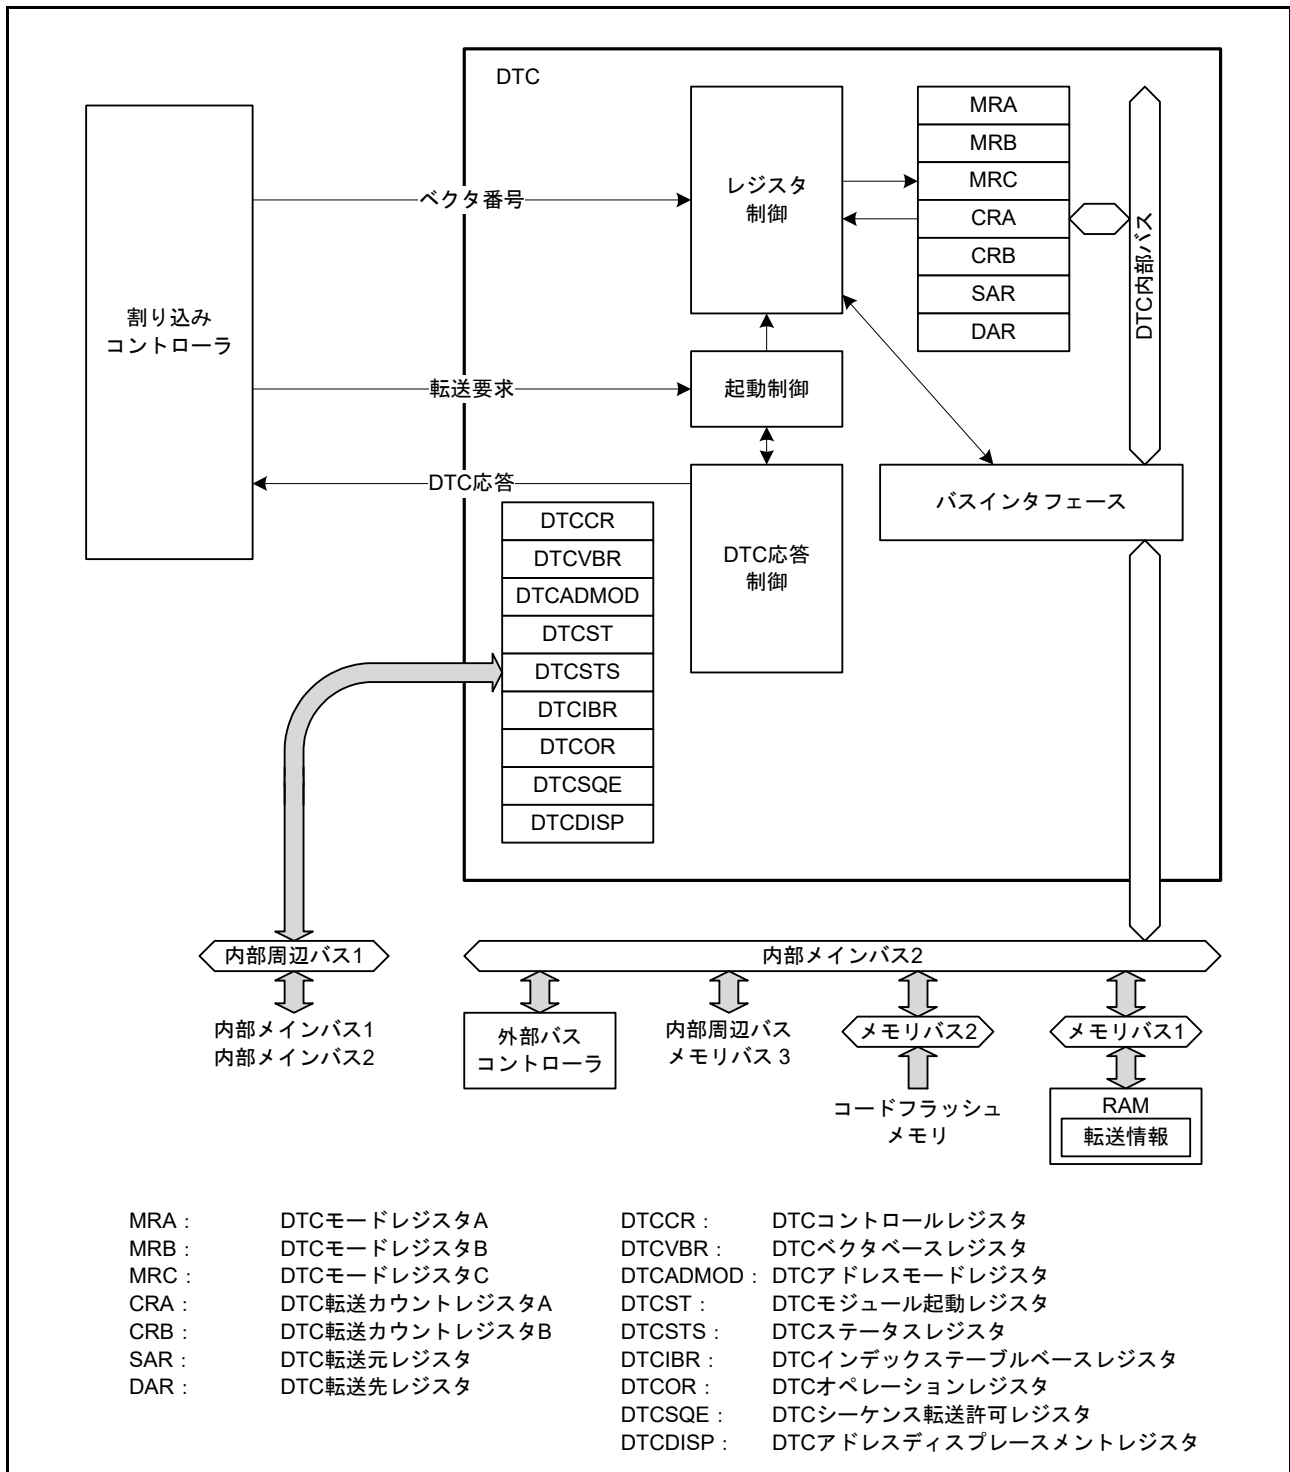 DTC
割り込み
コントローラ
ベクタ番号
転送要求
DTC応答
レジスタ
制御
起動制御
DTC応答
制御
MRA
MRB
MRC
CRA
CRB
SAR
DAR
DTC内部バス
バスインタフェース
DTCCR
DTCVBR
DTCADMOD
DTCST
DTCSTS
DTCIBR
DTCOR
DTCSQE
DTCDISP
内部周辺バス1
内部メインバス1
内部メインバス2
内部メインバス2
外部バス
コントローラ
内部周辺バス
メモリバス 3
メモリバス2
コードフラッシュ
メモリ
メモリバス1
RAM
転送情報
MRA : DTCモードレジスタA
MRB : DTCモードレジスタB
MRC : DTCモードレジスタC
CRA : DTC転送カウントレジスタA
CRB : DTC転送カウントレジスタB
SAR : DTC転送元レジスタ
DAR : DTC転送先レジスタ
DTCCR : DTCコントロールレジスタ
DTCVBR : DTCベクタベースレジスタ
DTCADMOD : DTCアドレスモードレジスタ
DTCST : DTCモジュール起動レジスタ
DTCSTS : DTCステータスレジスタ
DTCIBR : DTCインデックステーブルベースレジスタ
DTCOR : DTCオペレーションレジスタ
DTCSQE : DTCシーケンス転送許可レジスタ
DTCDISP : DTCアドレスディスプレースメントレジスタ